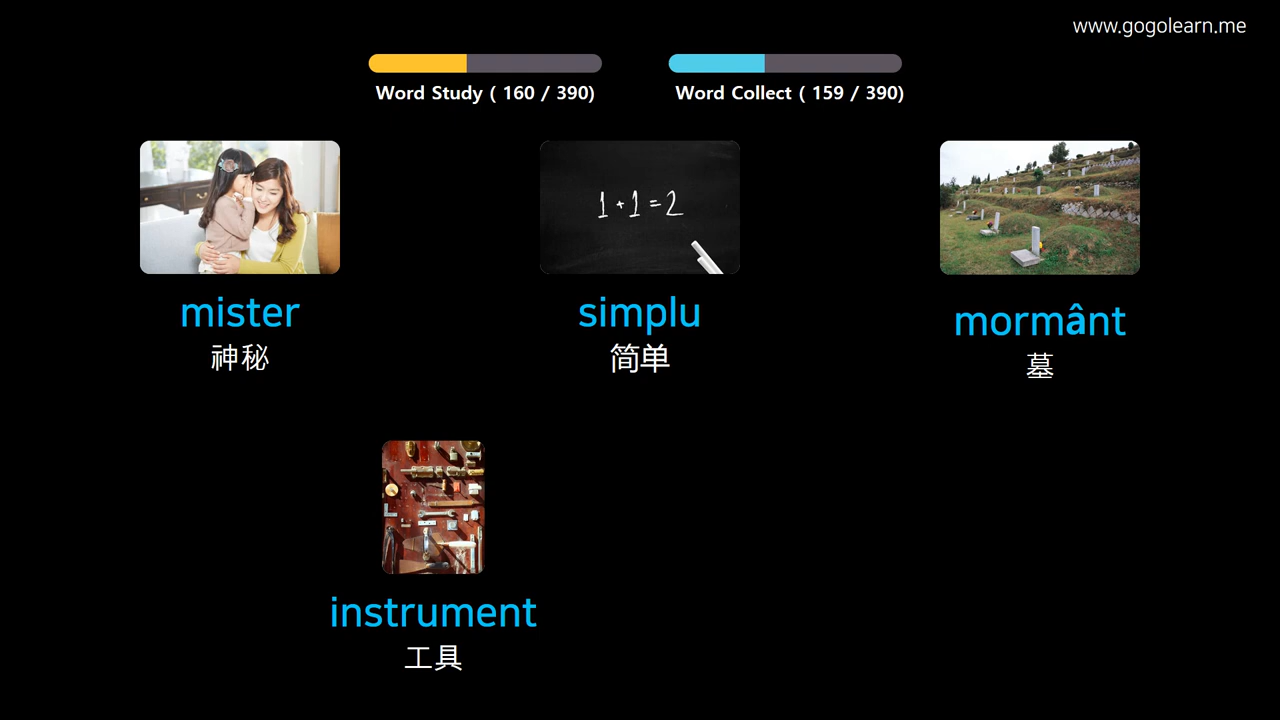 www.gogolearn.me
Word Study ( 160 / 390)
Word Collect ( 159 / 390)
1+1=2
mister
神秘
simplu
简单
mormânt
墓
instrument
工具